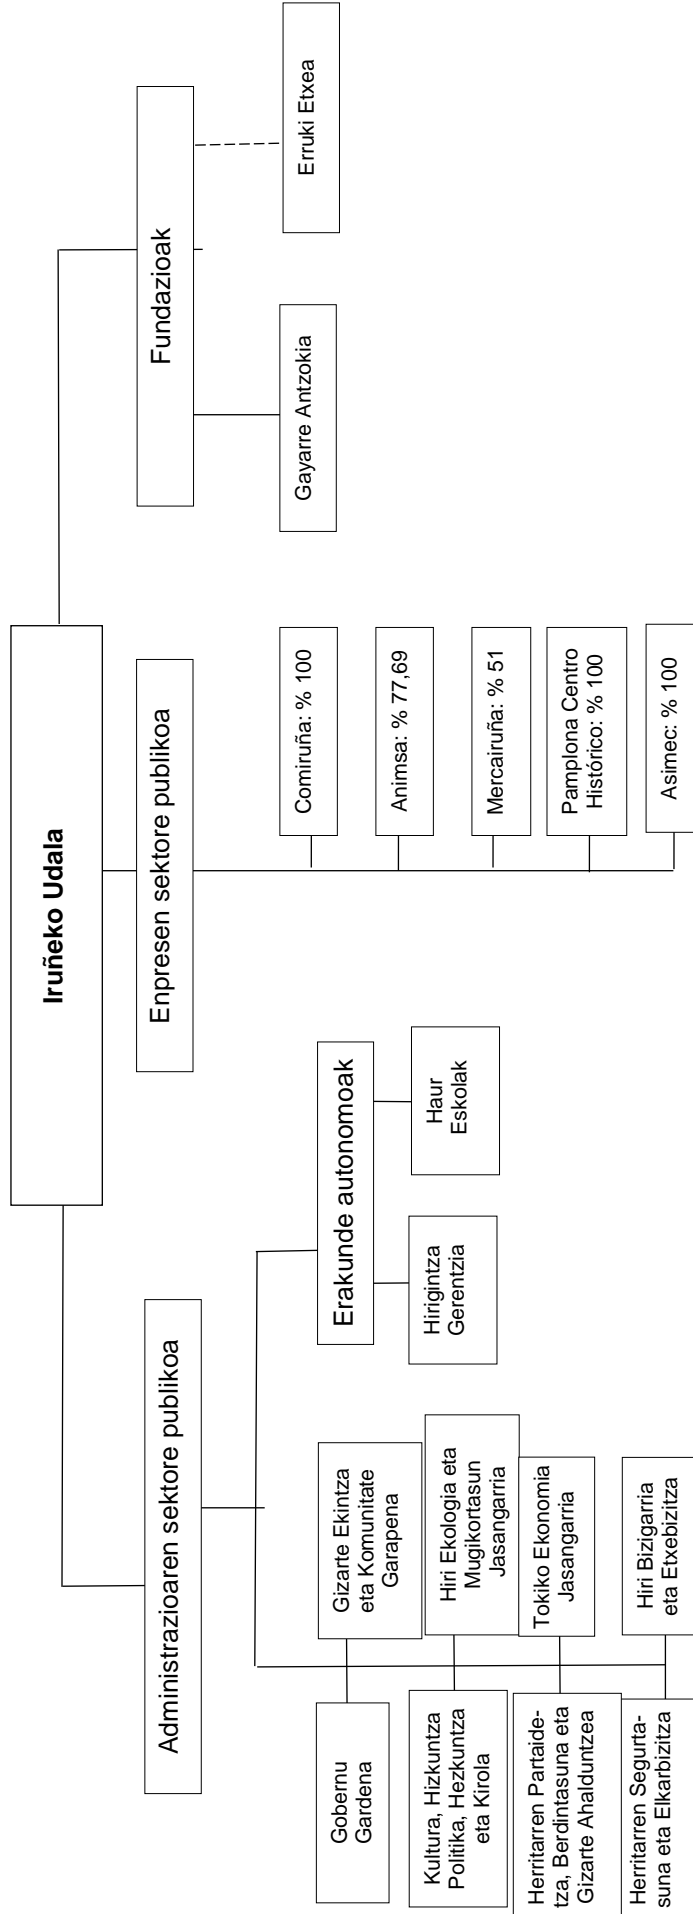 Iruñeko Udala
Administrazioaren sektore publikoa
Enpresen sektore publikoa
Fundazioak
Gobernu
Gardena
Gizarte Ekintza
eta Komunitate
Garapena
Kultura, Hizkuntza
Politika, Hezkuntza
eta Kirola
Hiri Ekologia eta
Mugikortasun
Jasangarria
Herritarren Partaide-
tza, Berdintasuna eta
Gizarte Ahalduntzea
Tokiko Ekonomia
Jasangarria
Herritarren Segurta-
suna eta Elkarbizitza
Hiri Bizigarria
eta Etxebizitza
Erakunde autonomoak
Hirigintza
Gerentzia
Haur
Eskolak
Comiruña: % 100
Animsa: % 77,69
Mercairuña: % 51
Pamplona Centro
Histórico: % 100
Asimec: % 100
Gayarre Antzokia
Erruki Etxea